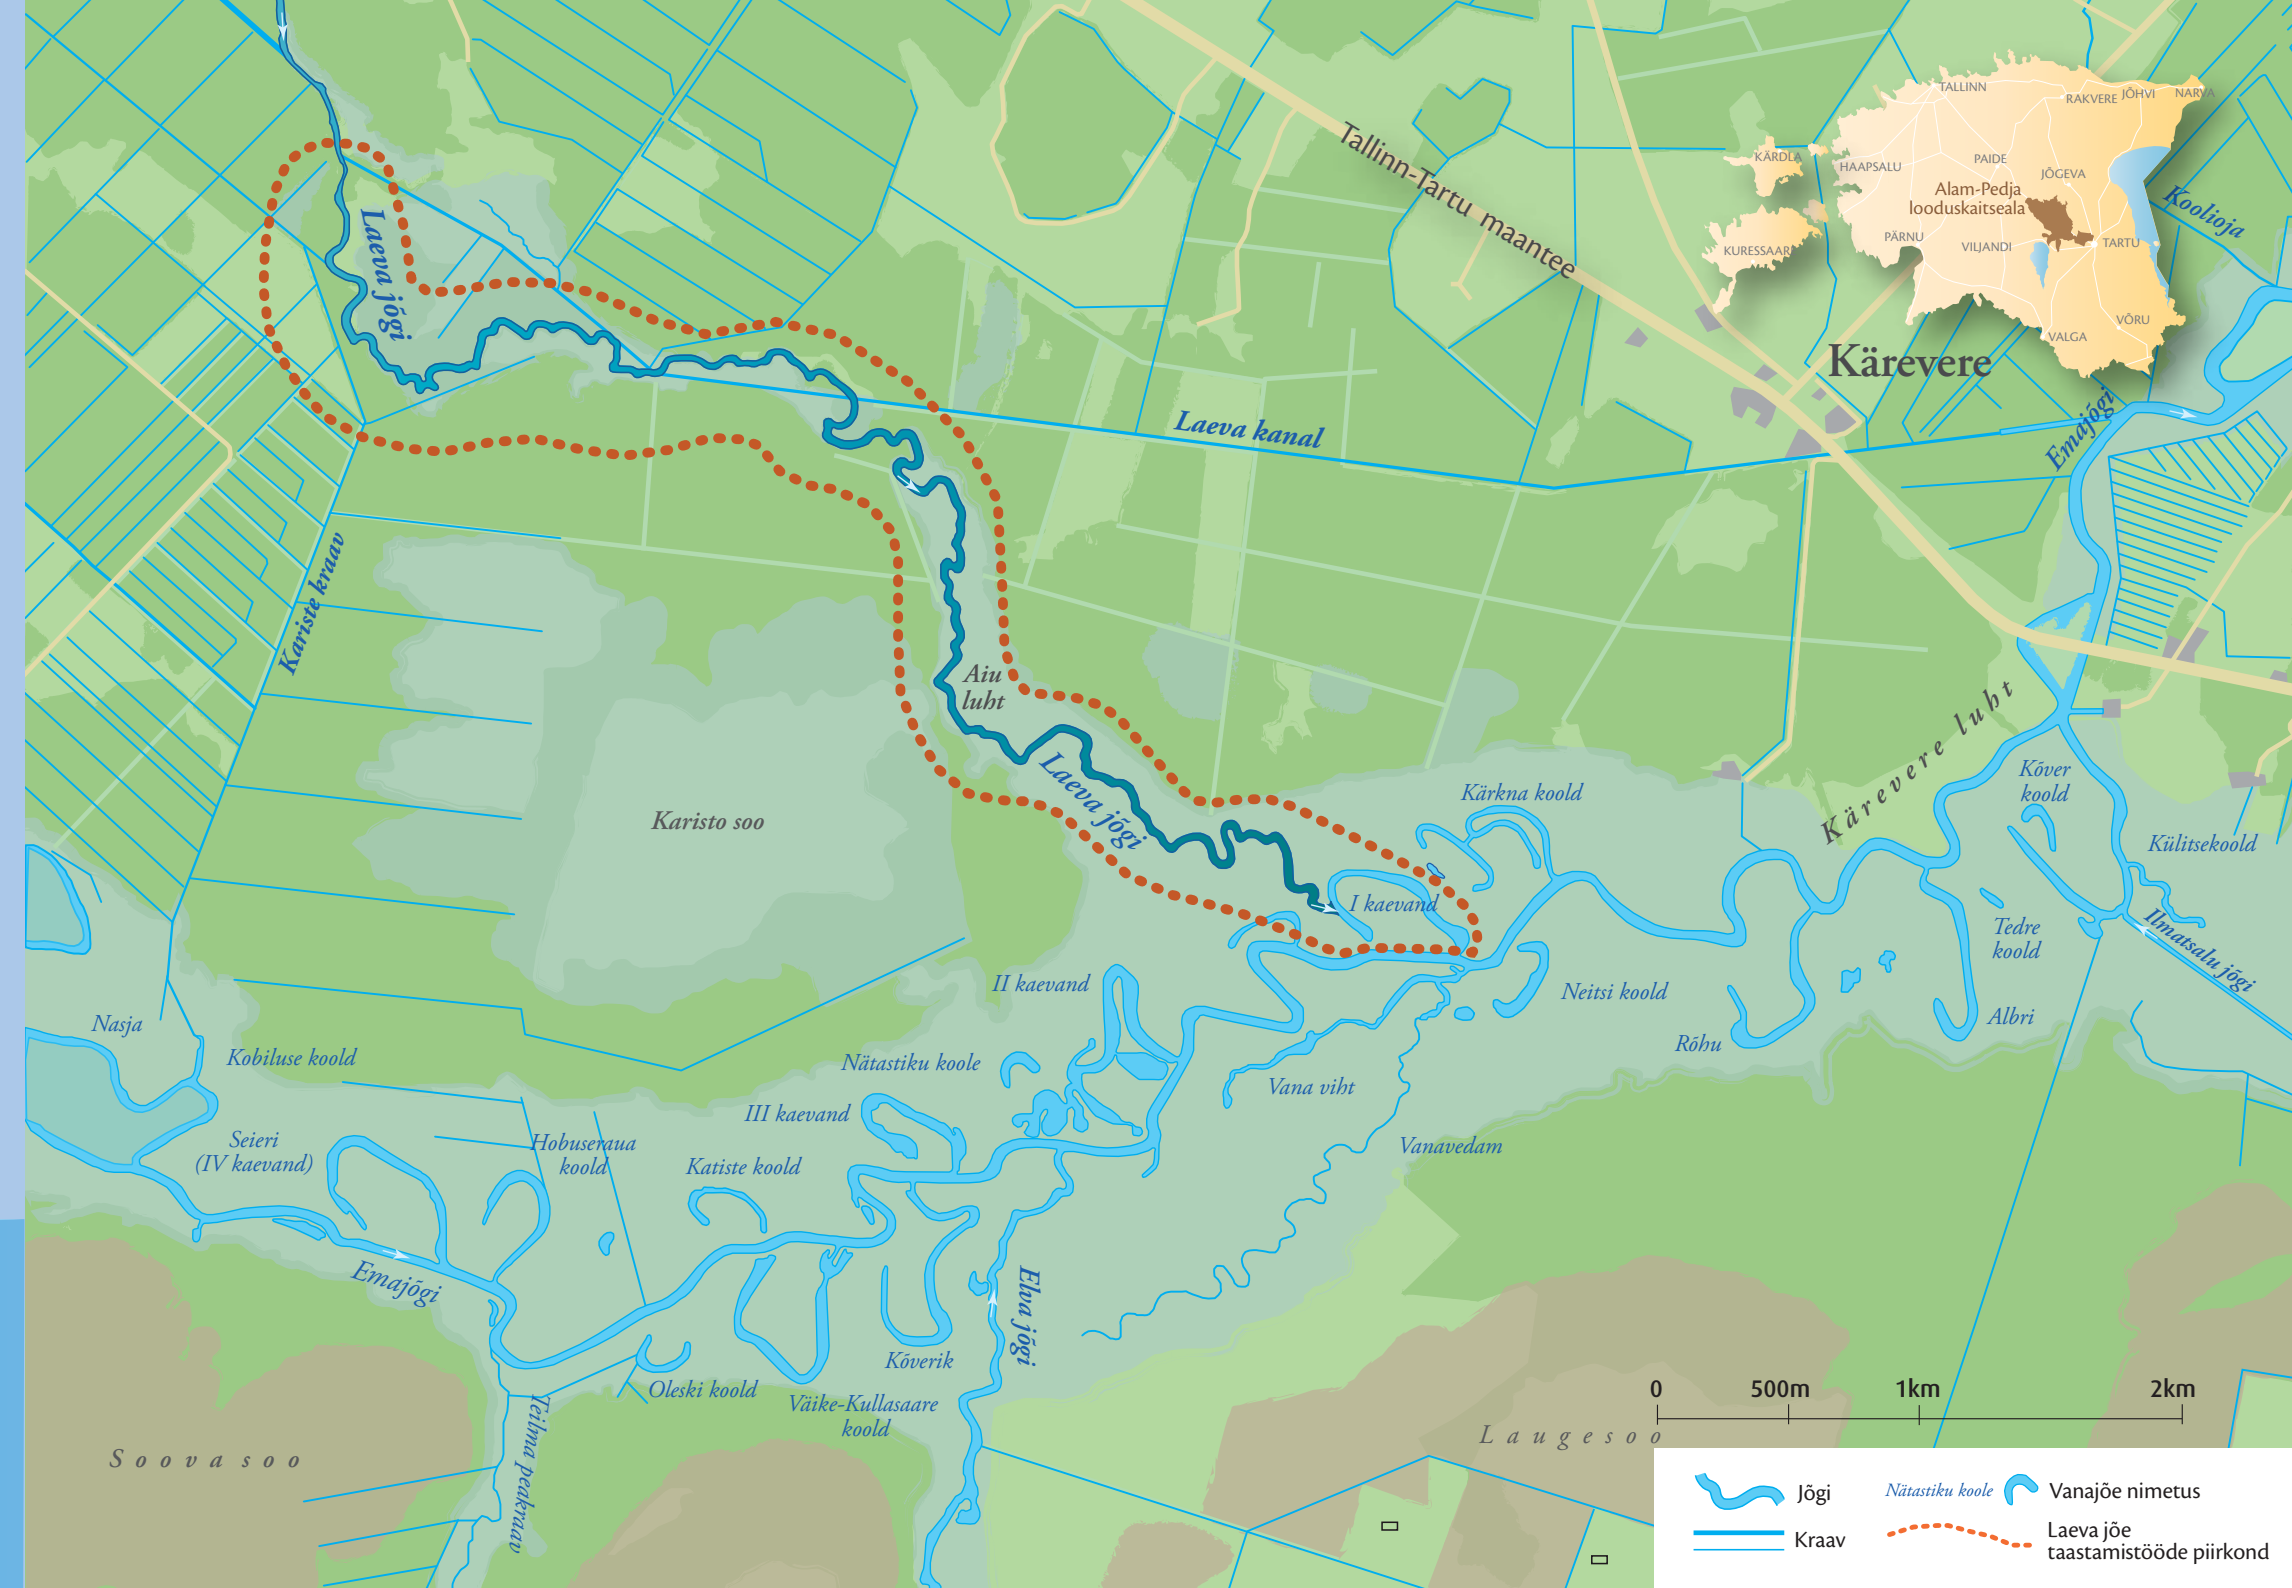 TALLINN
RAKVERE
JÕHVI
NARVA
KÄRDLA
HAAPSALU
PAIDE
JÕGEVA
Alam-Pedja
looduskaitseala
KURESSAAR
PÄRNU
VILJANDI
TARTU
VÕRU
VALGA
Koolioja
Tallinn-Tartu maantee
Laeva jõgi
Kärevere
Laeva kanal
Emajõgi
Kariste kraav
Aiu
luht
Laeva jõgi
Karisto soo
Kärevere luht
Kärkna koold
Kõver
koold
Külitsekoold
I kaevand
Tedre
koold
Ilmatsalu jõgi
II kaevand
Neitsi koold
Albri
Rõhu
Nasja
Kobiluse koold
Nätastiku koole
Vana viht
III kaevand
Seieri
(IV kaevand)
Hobuseraua
koold
Katiste koold
Vanavedam
Emajõgi
Elva jõgi
Kõverik
Oleski koold
Väike-Kullasaare
koold
Teilma peakraav
Soovasoo
Laugesoo
0 500m 1km 2km
Jõgi
Nätastiku koole
Vanajõe nimetus
Kraav
Laeva jõe
taastamistööde piirkond